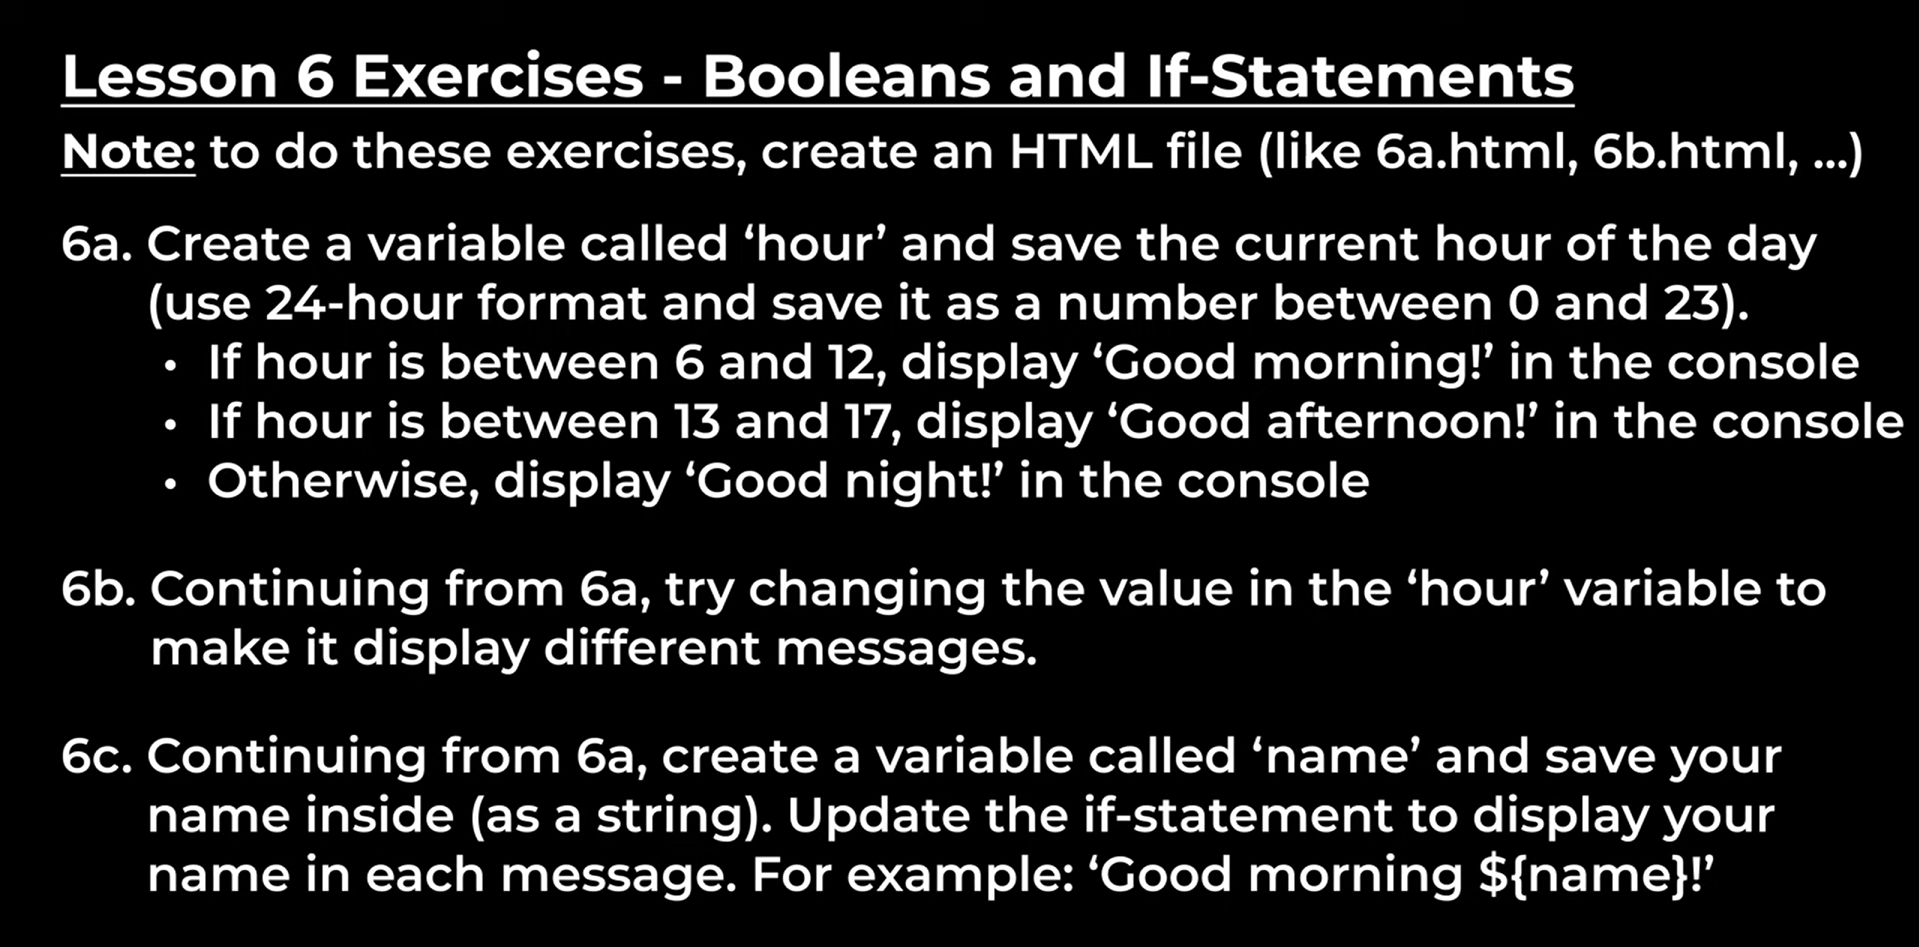 Lesson 6 Exercises - Booleans and If-Statements
Note: to do these exercises, create an HTML file (like 6a.html, 6b.html, ...)
6a. Create a variable called ‘hour’ and save the current hour of the day
(use 24-hour format and save it as a number between 0 and 23).
• If hour is between 6 and 12, display ‘Good morning!’ in the console
• If hour is between 13 and 17, display ‘Good afternoon!’ in the console
• Otherwise, display ‘Good night!’ in the console
6b. Continuing from 6a, try changing the value in the ‘hour’ variable to
make it display different messages.
6c. Continuing from 6a, create a variable called ‘name’ and save your
name inside (as a string). Update the if-statement to display your
name in each message. For example: ‘Good morning ${name}!’